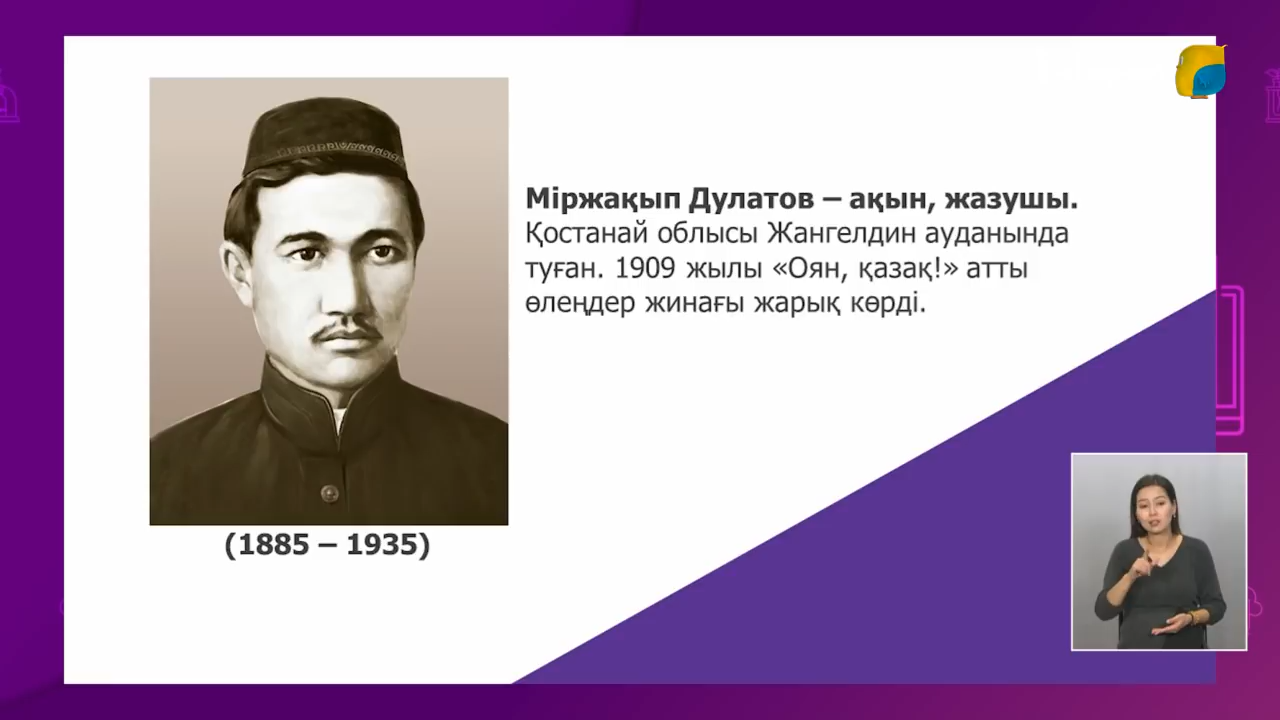 Міржақып Дулатов – ақын, жазушы.
Қостанай облысы Жангелдин ауданында
туған. 1909 жылы «Оян, қазақ!» атты
өлеңдер жинағы жарық көрді.
(1885 – 1935)